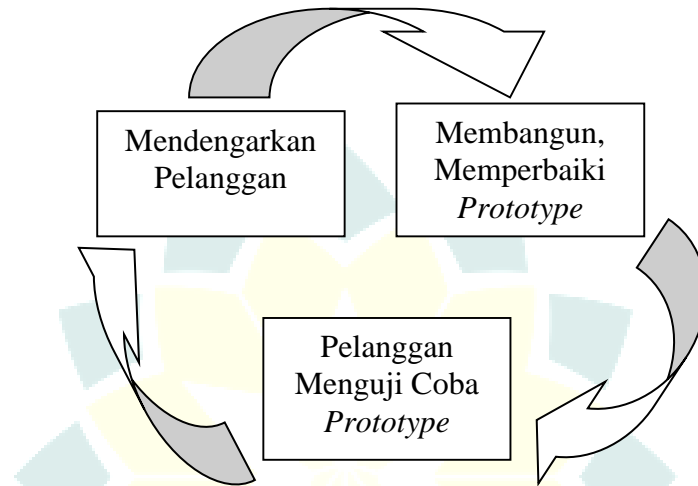 Mendengarkan
Pelanggan
Membangun,
Memperbaiki
Prototype
Pelanggan
Menguji Coba
Prototype